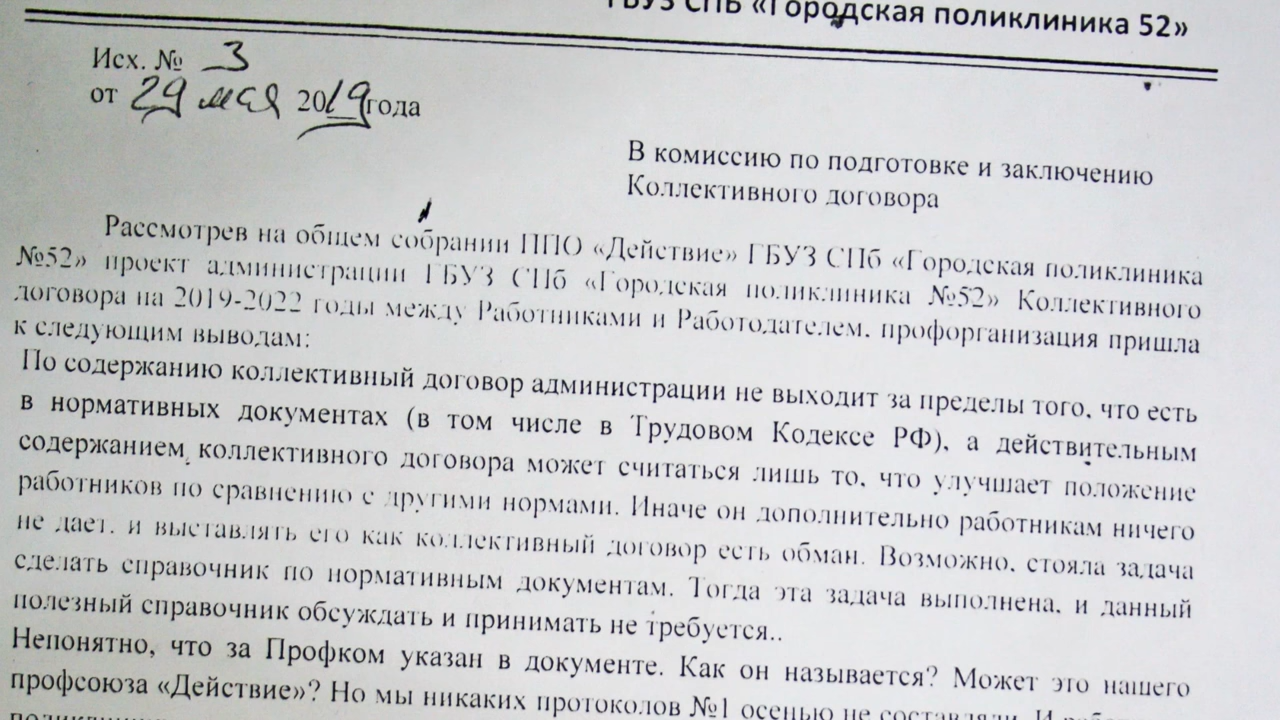 ГБУЗ СПб «Городская поликлиника 52»
Исх. № 3
от 29 мая 2019 года
В комиссию по подготовке и заключению
Коллективного договора
Рассмотрев на общем собрании ППО «Действие» ГБУЗ СПб «Городская поликлиника
№52» проект администрации ГБУЗ СПб «Городская поликлиника №52» Коллективного
договора на 2019-2022 годы между Работниками и Работодателем, профорганизация пришла
к следующим выводам:
По содержанию коллективный договор администрации не выходит за пределы того, что есть
в нормативных документах (в том числе в Трудовом Кодексе РФ), а действительным
содержанием коллективного договора может считаться лишь то, что улучшает положение
работников по сравнению с другими нормами. Иначе он дополнительно работникам ничего
не дает, и выставлять его как коллективный договор есть обман. Возможно, стояла задача
сделать справочник по нормативным документам. Тогда эта задача выполнена, и данный
полезный справочник обсуждать и принимать не требуется..
Непонятно, что за Профком указан в документе. Как он называется? Может это нашего
профсоюза «Действие»? Но мы никаких протоколов №1 осенью не составляли. И